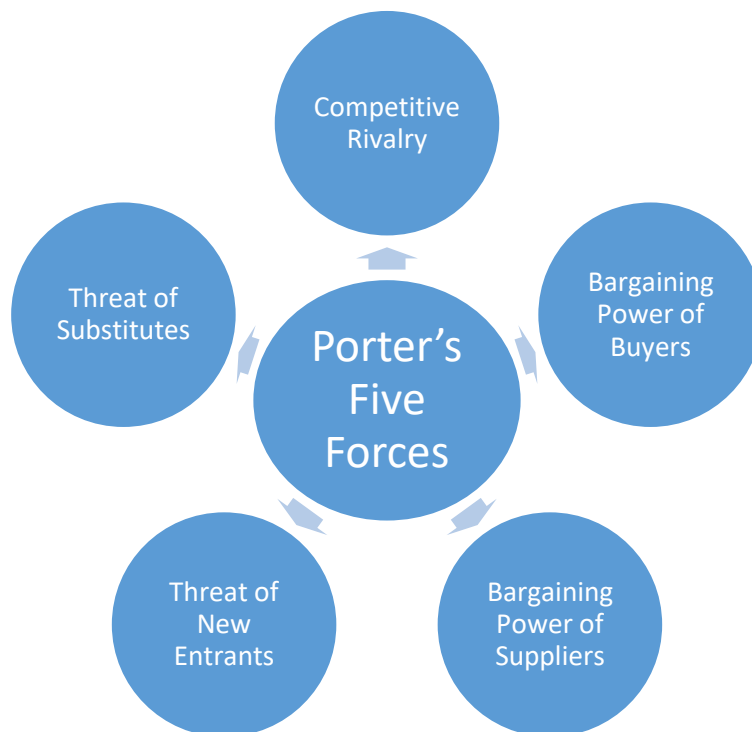 Competitive
Rivalry
Threat of
Substitutes
Bargaining
Power of
Buyers
Porter’s
Five
Forces
Threat of
New
Entrants
Bargaining
Power of
Suppliers